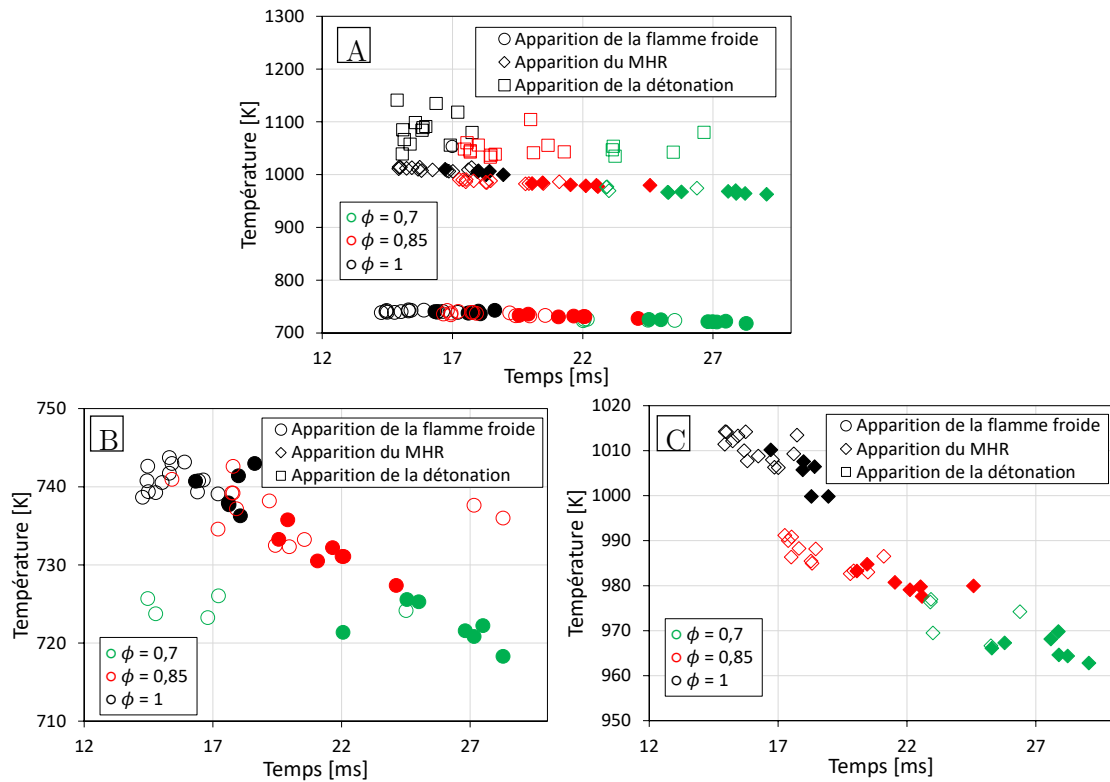 A
Apparition de la flamme froide
Apparition du MHR
Apparition de la détonation
1300
1200
1100
1000
900
800
700
Température [K]
ϕ = 0,7
ϕ = 0,85
ϕ = 1
12
17
22
27
Temps [ms]
B
Apparition de la flamme froide
Apparition du MHR
Apparition de la détonation
750
740
730
720
710
Température [K]
ϕ = 0,7
ϕ = 0,85
ϕ = 1
12
17
22
27
Temps [ms]
C
Apparition de la flamme froide
Apparition du MHR
Apparition de la détonation
1020
1010
1000
990
980
970
960
950
Température [K]
ϕ = 0,7
ϕ = 0,85
ϕ = 1
12
17
22
27
Temps [ms]